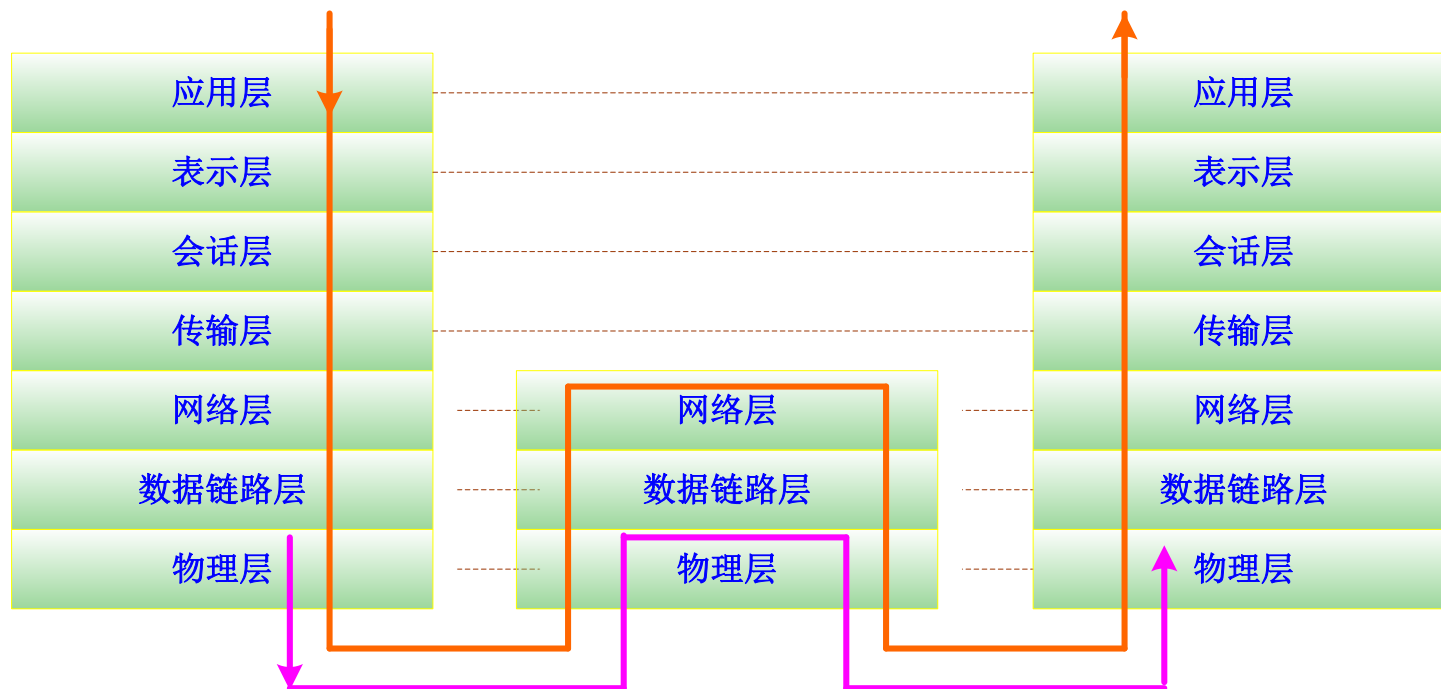 应用层
表示层
会话层
传输层
网络层
数据链路层
物理层
网络层
数据链路层
物理层
应用层
表示层
会话层
传输层
网络层
数据链路层
物理层